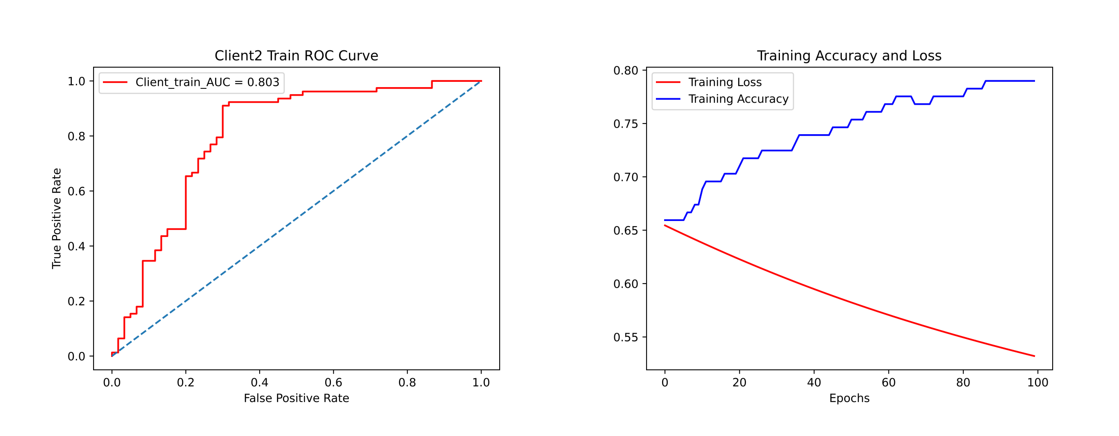 Client2 Train ROC Curve
Client_train_AUC = 0.803
True Positive Rate
1.0
0.8
0.6
0.4
0.2
0.0
0.0 0.2 0.4 0.6 0.8 1.0
False Positive Rate
Training Accuracy and Loss
Training Loss
Training Accuracy
0.80
0.75
0.70
0.65
0.60
0.55
0 20 40 60 80 100
Epochs